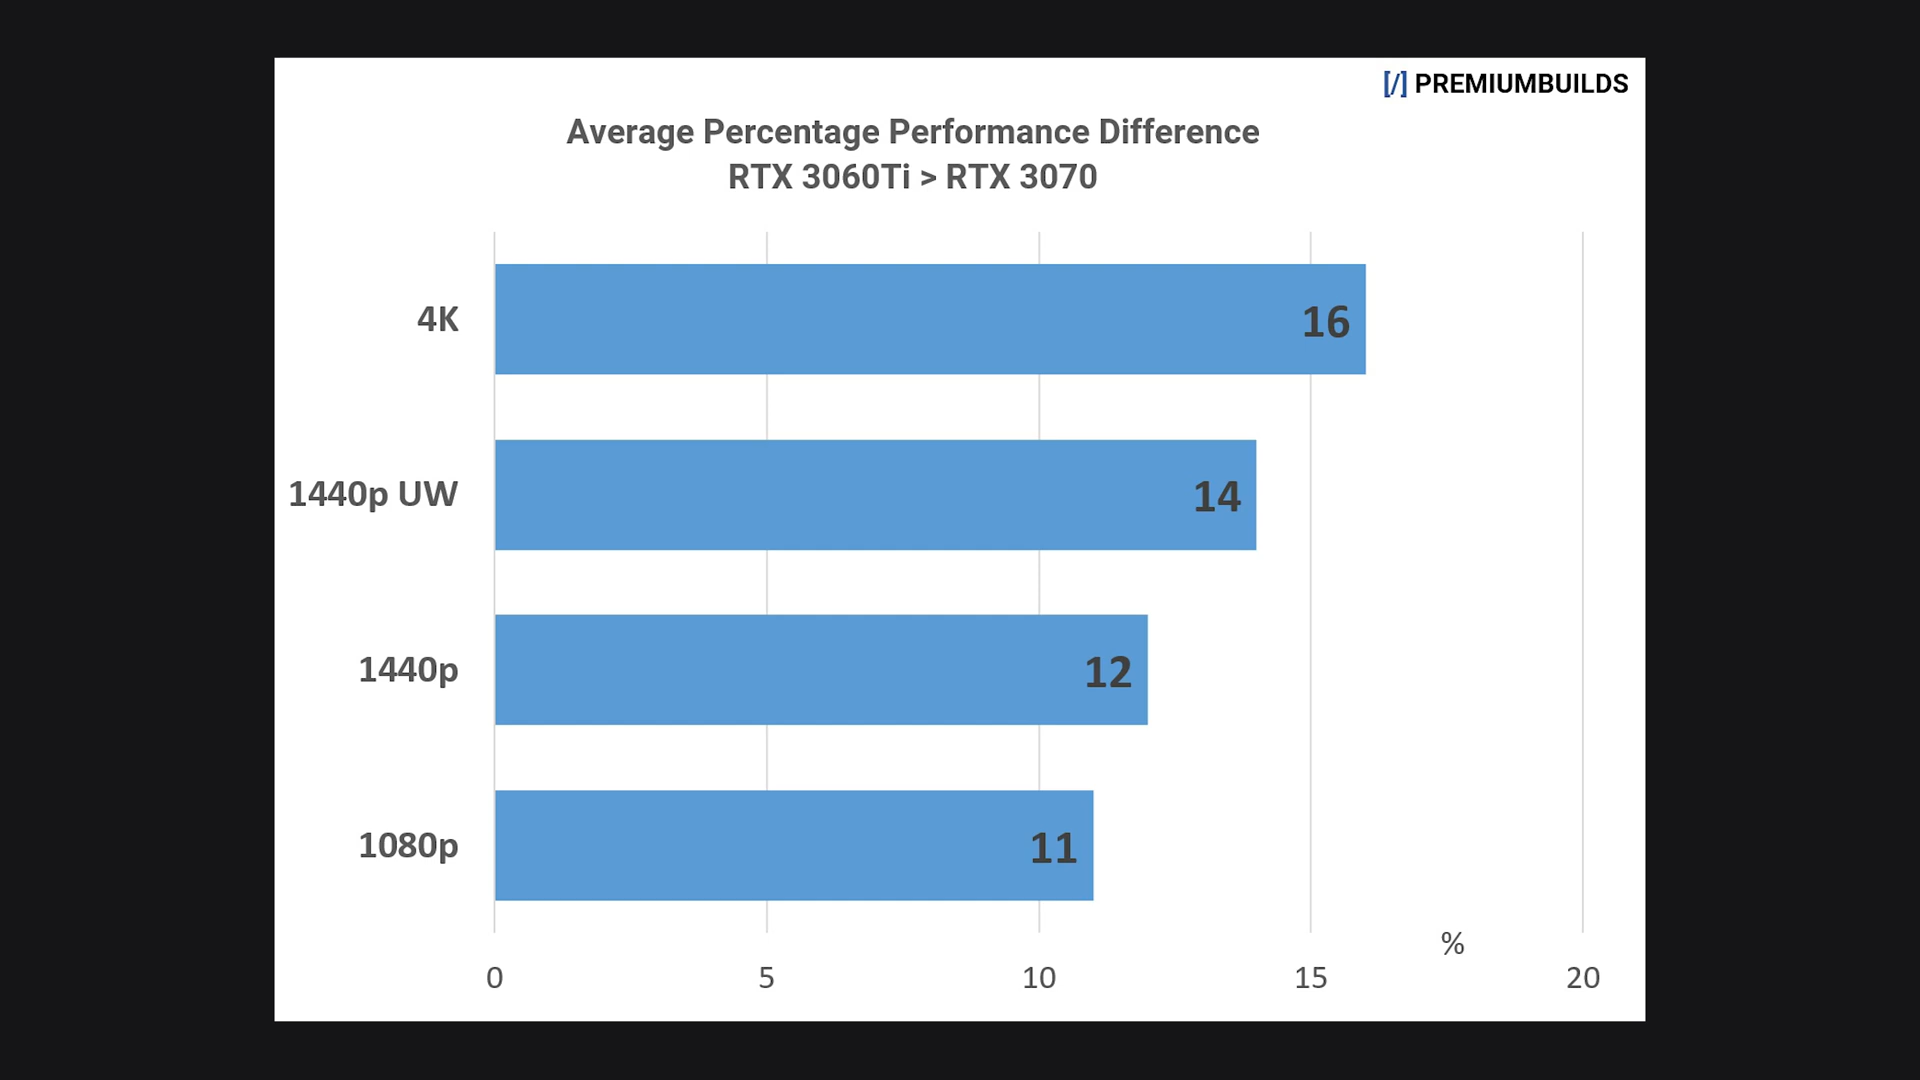 [/] PREMIUMBUILDS
Average Percentage Performance Difference
RTX 3060Ti > RTX 3070
4K
16
1440p UW
14
1440p
12
1080p
11
%
0 5 10 15 20